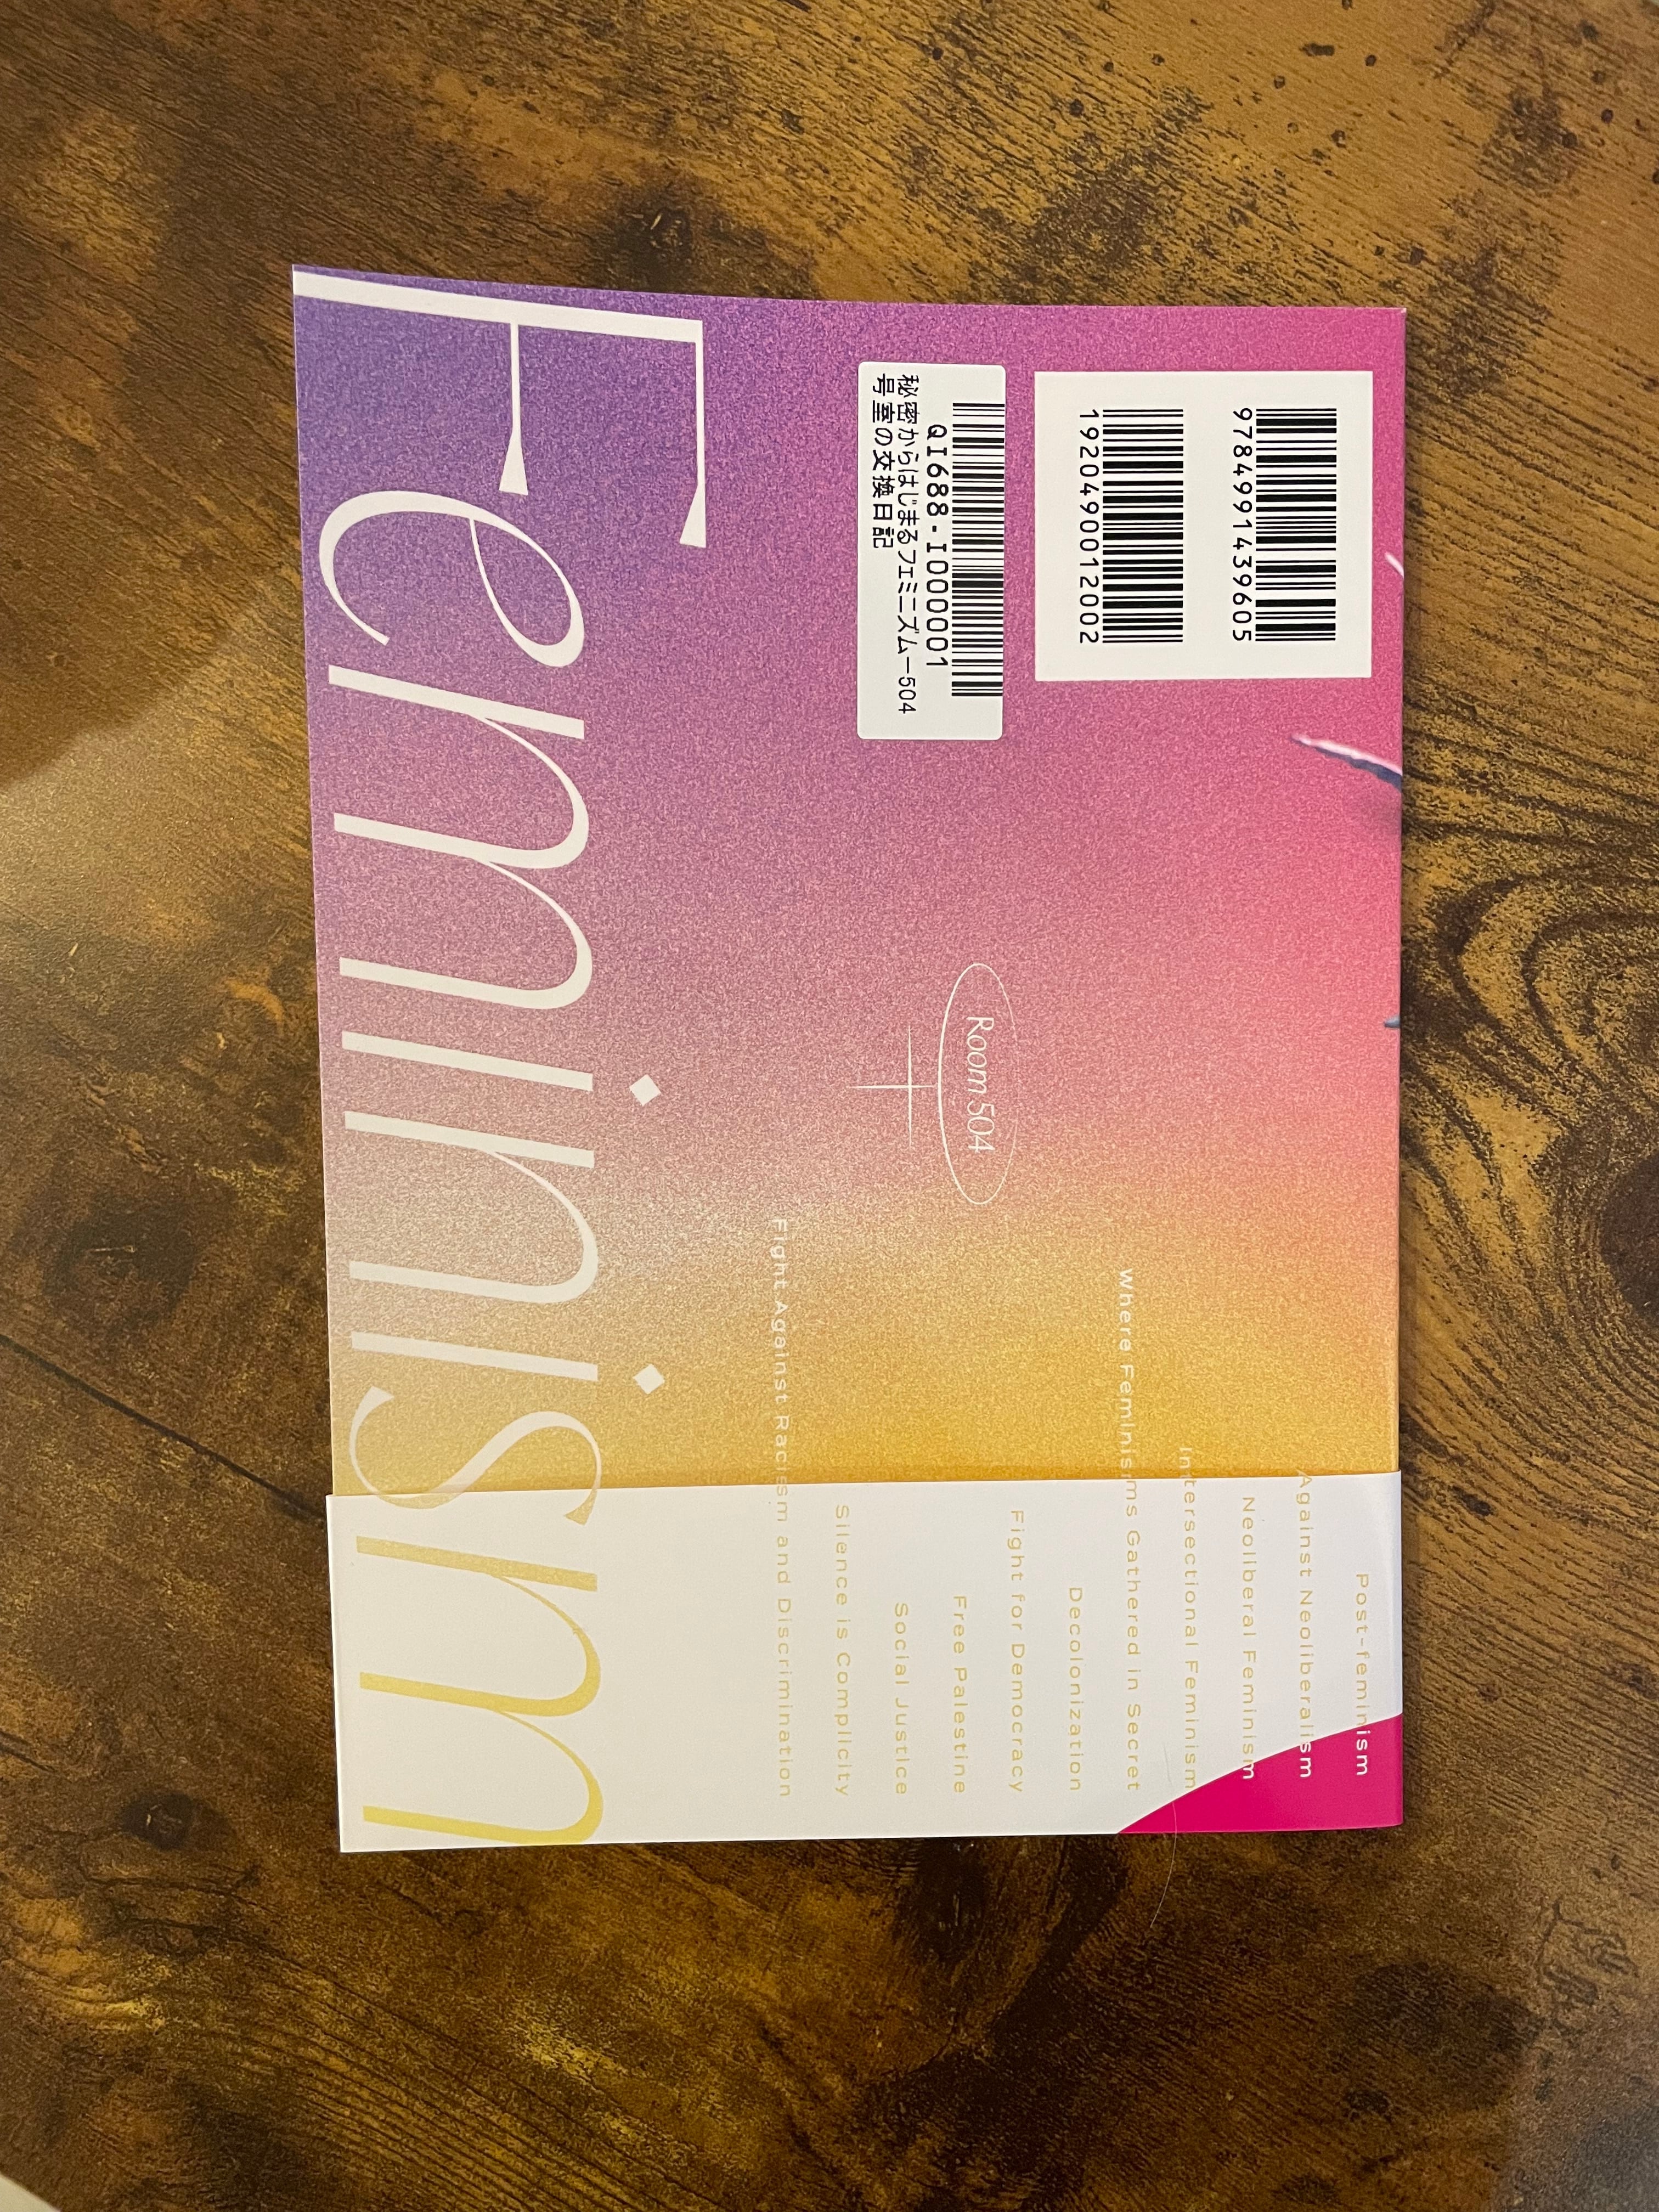 9784991439605
1920490012002
QI688-I000001
秘密からはじまるフェミニズムー504
号室の交換日記
Post-feminism
Against Neoliberalism
Neoliberal Feminism
Intersectional Feminism
Where Feminisms Gathered in Secret
Decolonization
Fight for Democracy
Free Palestine
Social Justice
Silence is Complicity
Fight Against Racism and Discrimination
Room 504
Feminism